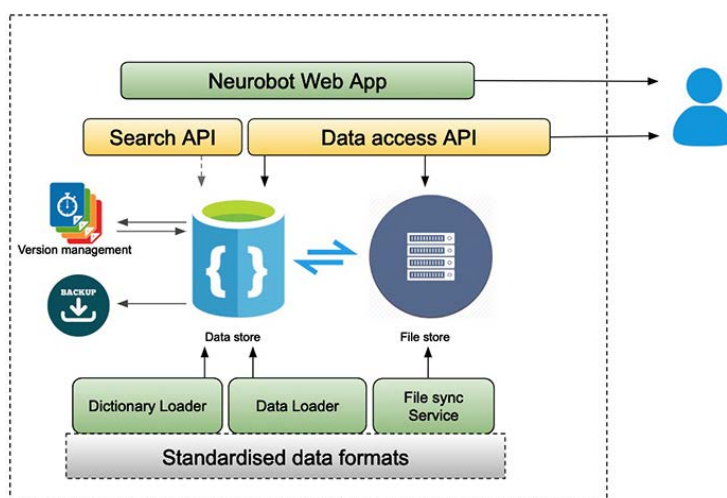 Neurobot Web App
Search API
Data access API
Version management
BACKUP
{ }
Data store
File store
Dictionary Loader
Data Loader
File sync
Service
Standardised data formats